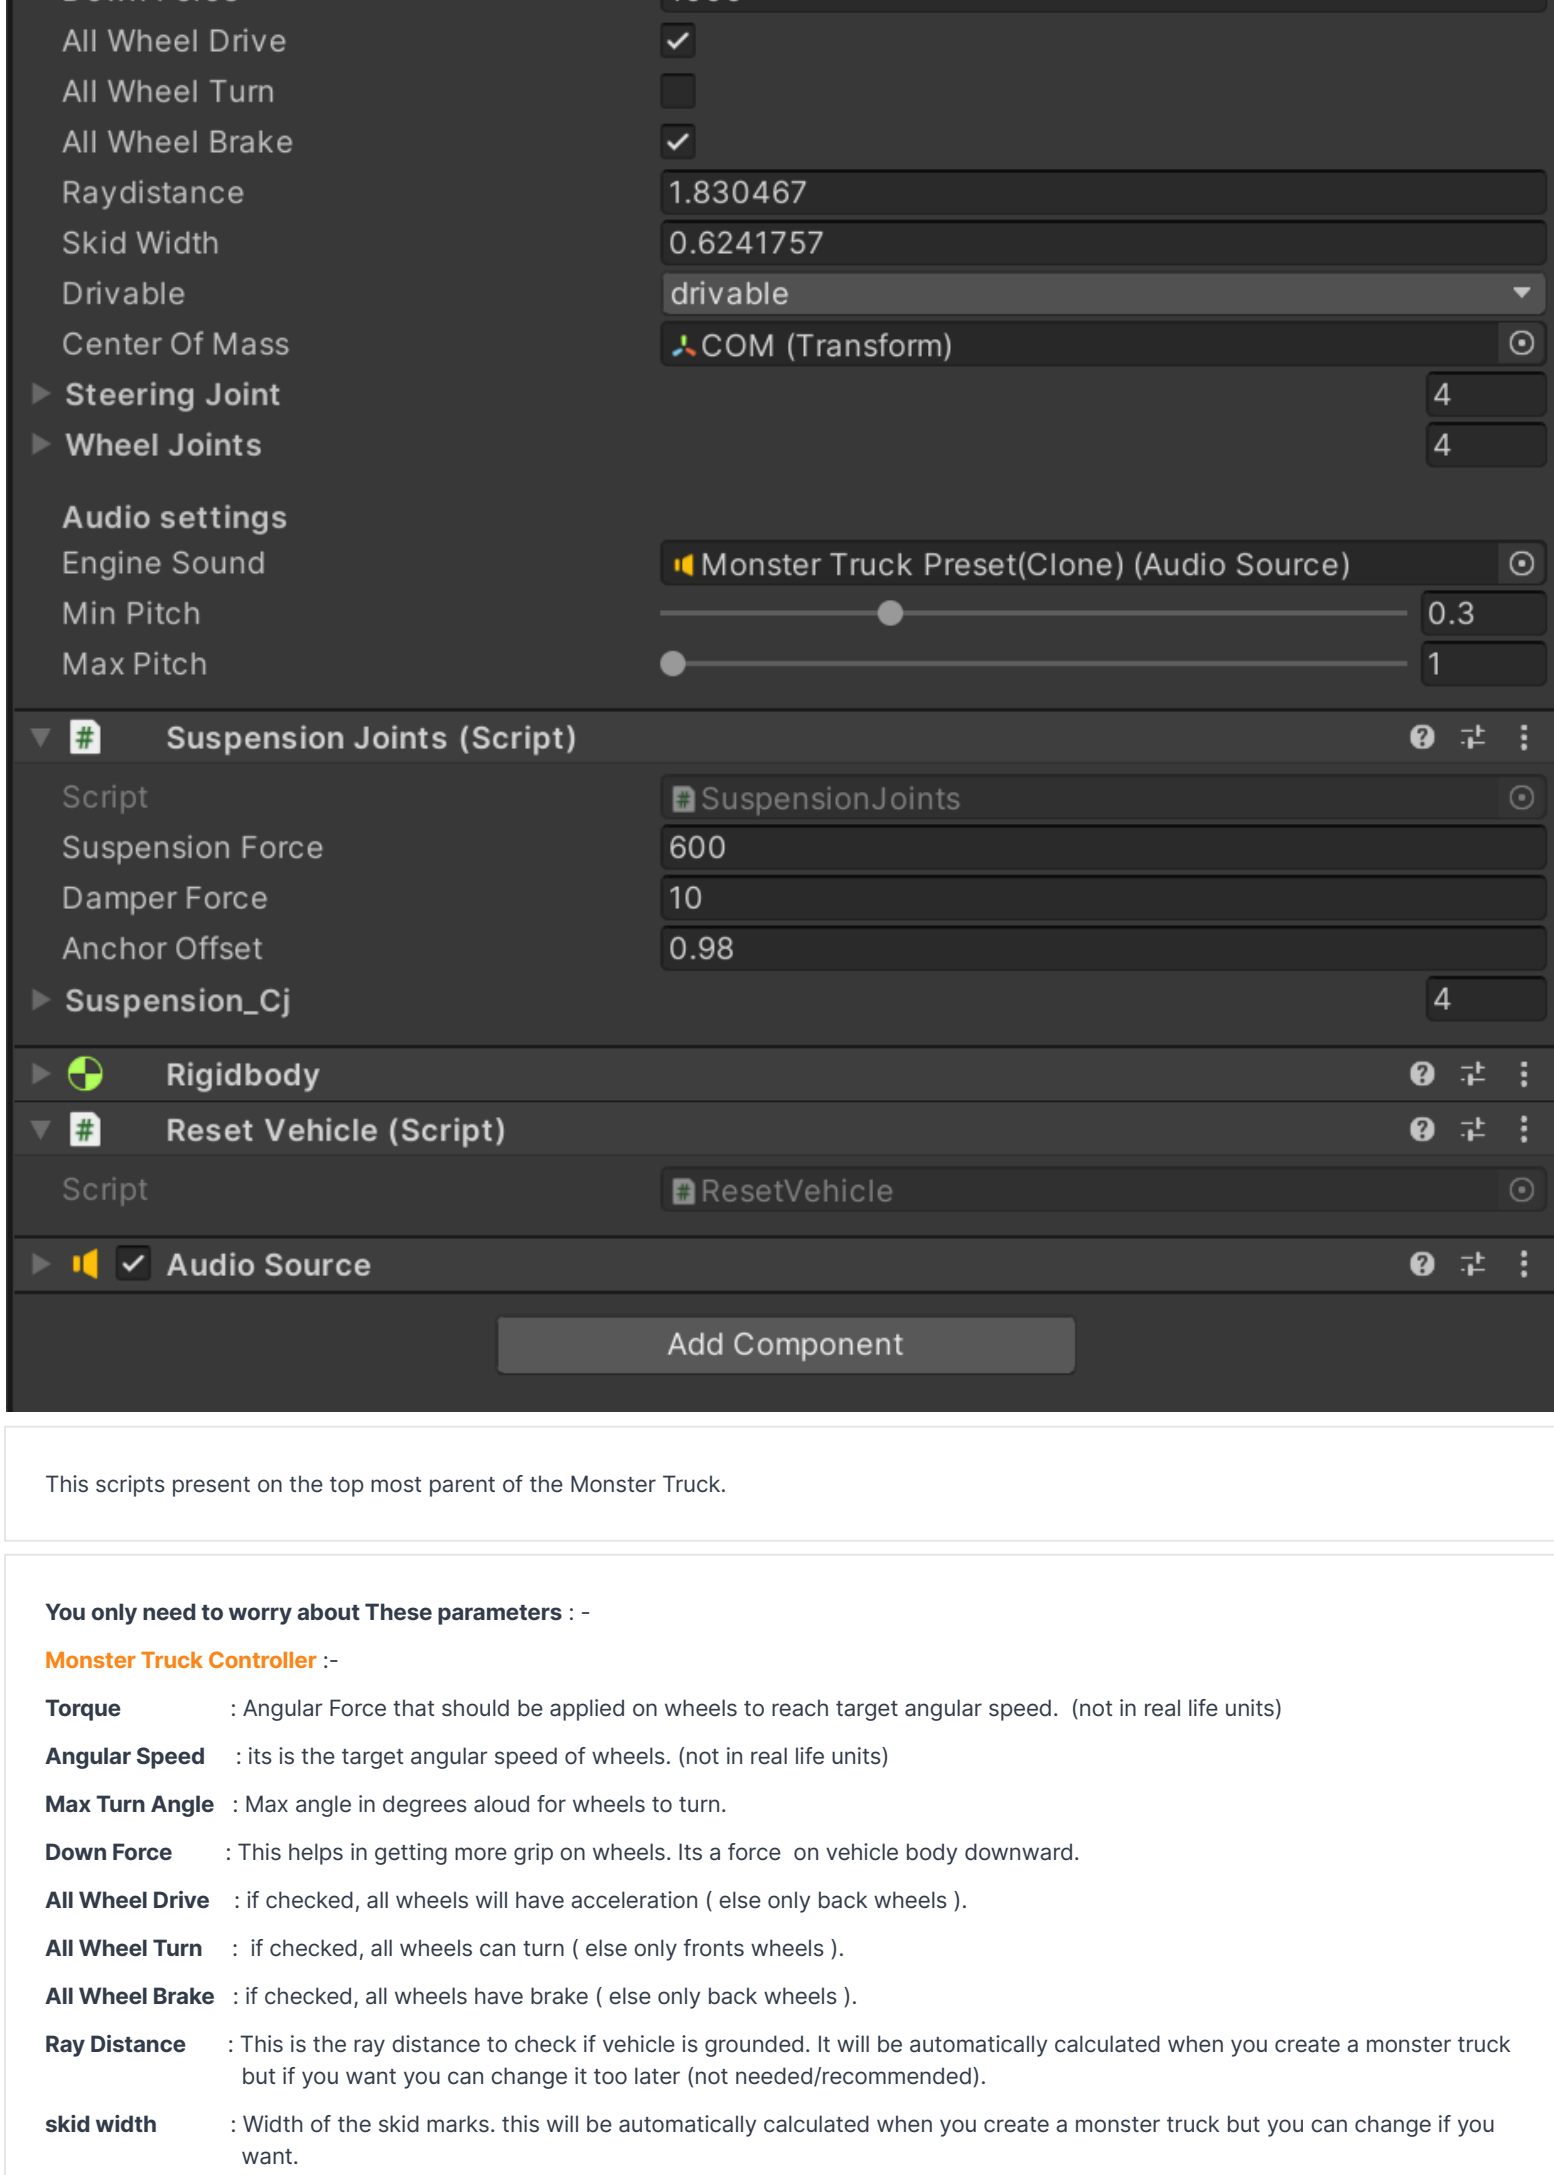 All Wheel Drive
All Wheel Turn
All Wheel Brake
Raydistance 1.830467
Skid Width 0.6241757
Drivable drivable
Center Of Mass COM (Transform)
Steering Joint 4
Wheel Joints 4
Audio settings
Engine Sound Monster Truck Preset(Clone) (Audio Source)
Min Pitch 0.3
Max Pitch 1
# Suspension Joints (Script)
Script # SuspensionJoints
Suspension Force 600
Damper Force 10
Anchor Offset 0.98
Suspension_Cj 4
Rigidbody
# Reset Vehicle (Script)
Script # ResetVehicle
Audio Source
Add Component
This scripts present on the top most parent of the Monster Truck.
You only need to worry about These parameters : -
Monster Truck Controller :-
Torque : Angular Force that should be applied on wheels to reach target angular speed. (not in real life units)
Angular Speed : its is the target angular speed of wheels. (not in real life units)
Max Turn Angle : Max angle in degrees aloud for wheels to turn.
Down Force : This helps in getting more grip on wheels. Its a force on vehicle body downward.
All Wheel Drive : if checked, all wheels will have acceleration ( else only back wheels ).
All Wheel Turn : if checked, all wheels can turn ( else only fronts wheels ).
All Wheel Brake : if checked, all wheels have brake ( else only back wheels ).
Ray Distance : This is the ray distance to check if vehicle is grounded. It will be automatically calculated when you create a monster truck
but if you want you can change it too later (not needed/recommended).
skid width : Width of the skid marks. this will be automatically calculated when you create a monster truck but you can change if you
want.